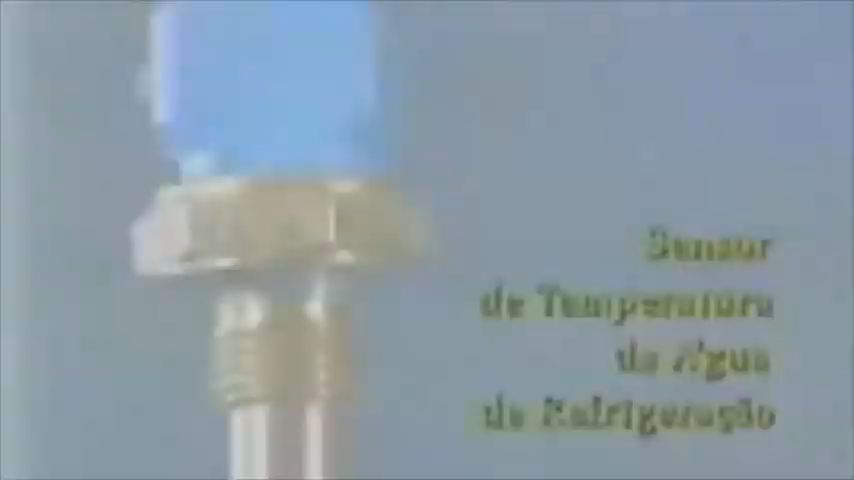 Sensor
de Temperatura
da Água
de Refrigeração